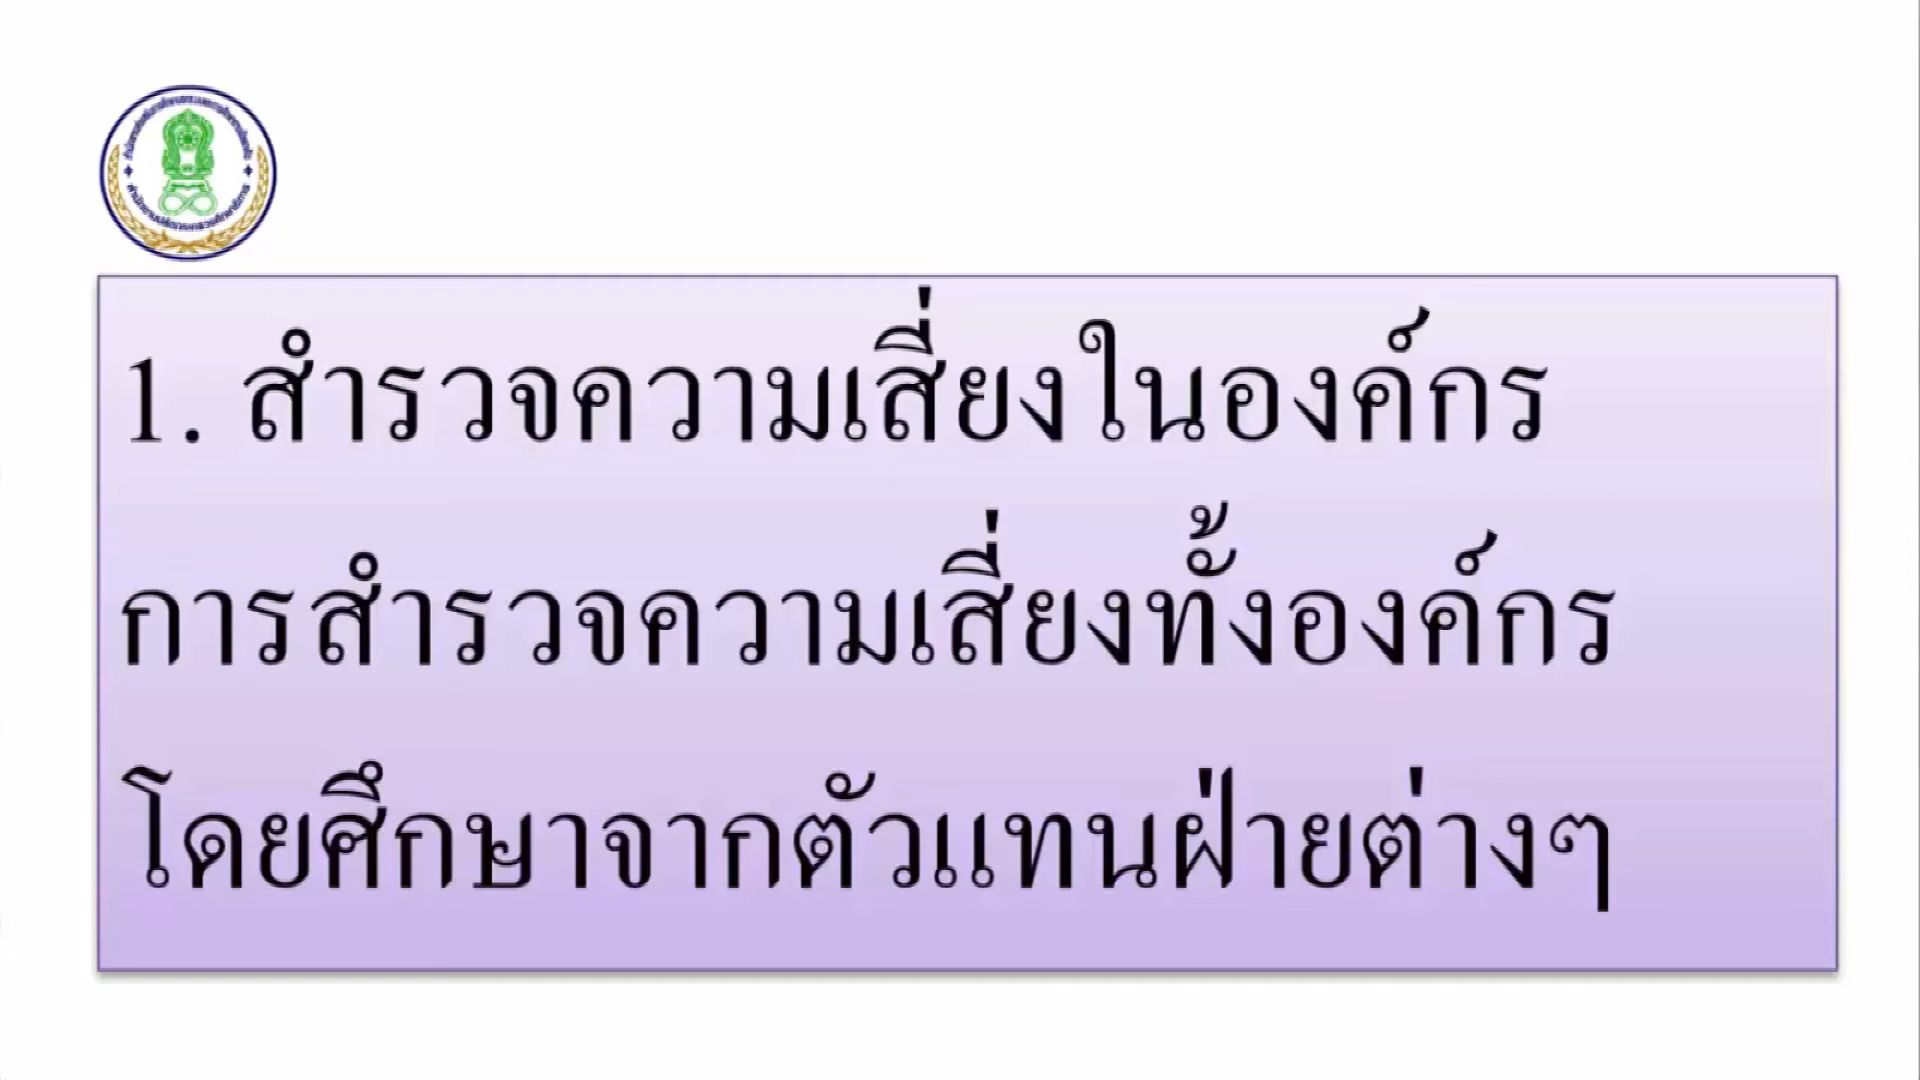 1. สำรวจความเสี่ยงในองค์กร
การสำรวจความเสี่ยงทั้งองค์กร
โดยศึกษาจากตัวแทนฝ่ายต่างๆ